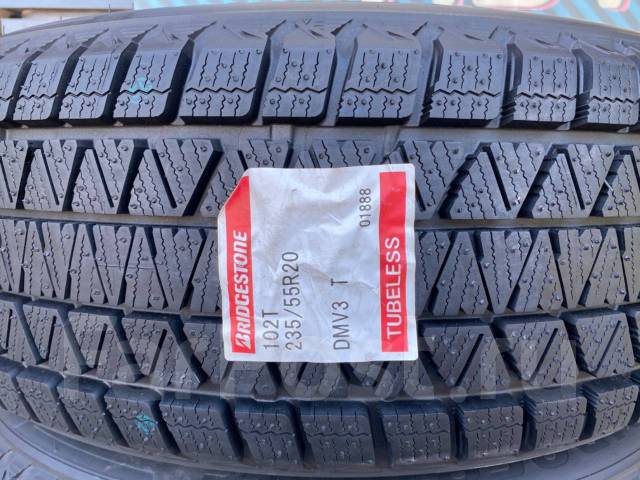 BRIDGESTONE
102T
235/55R20
DMV3 T
01888
TUBELESS